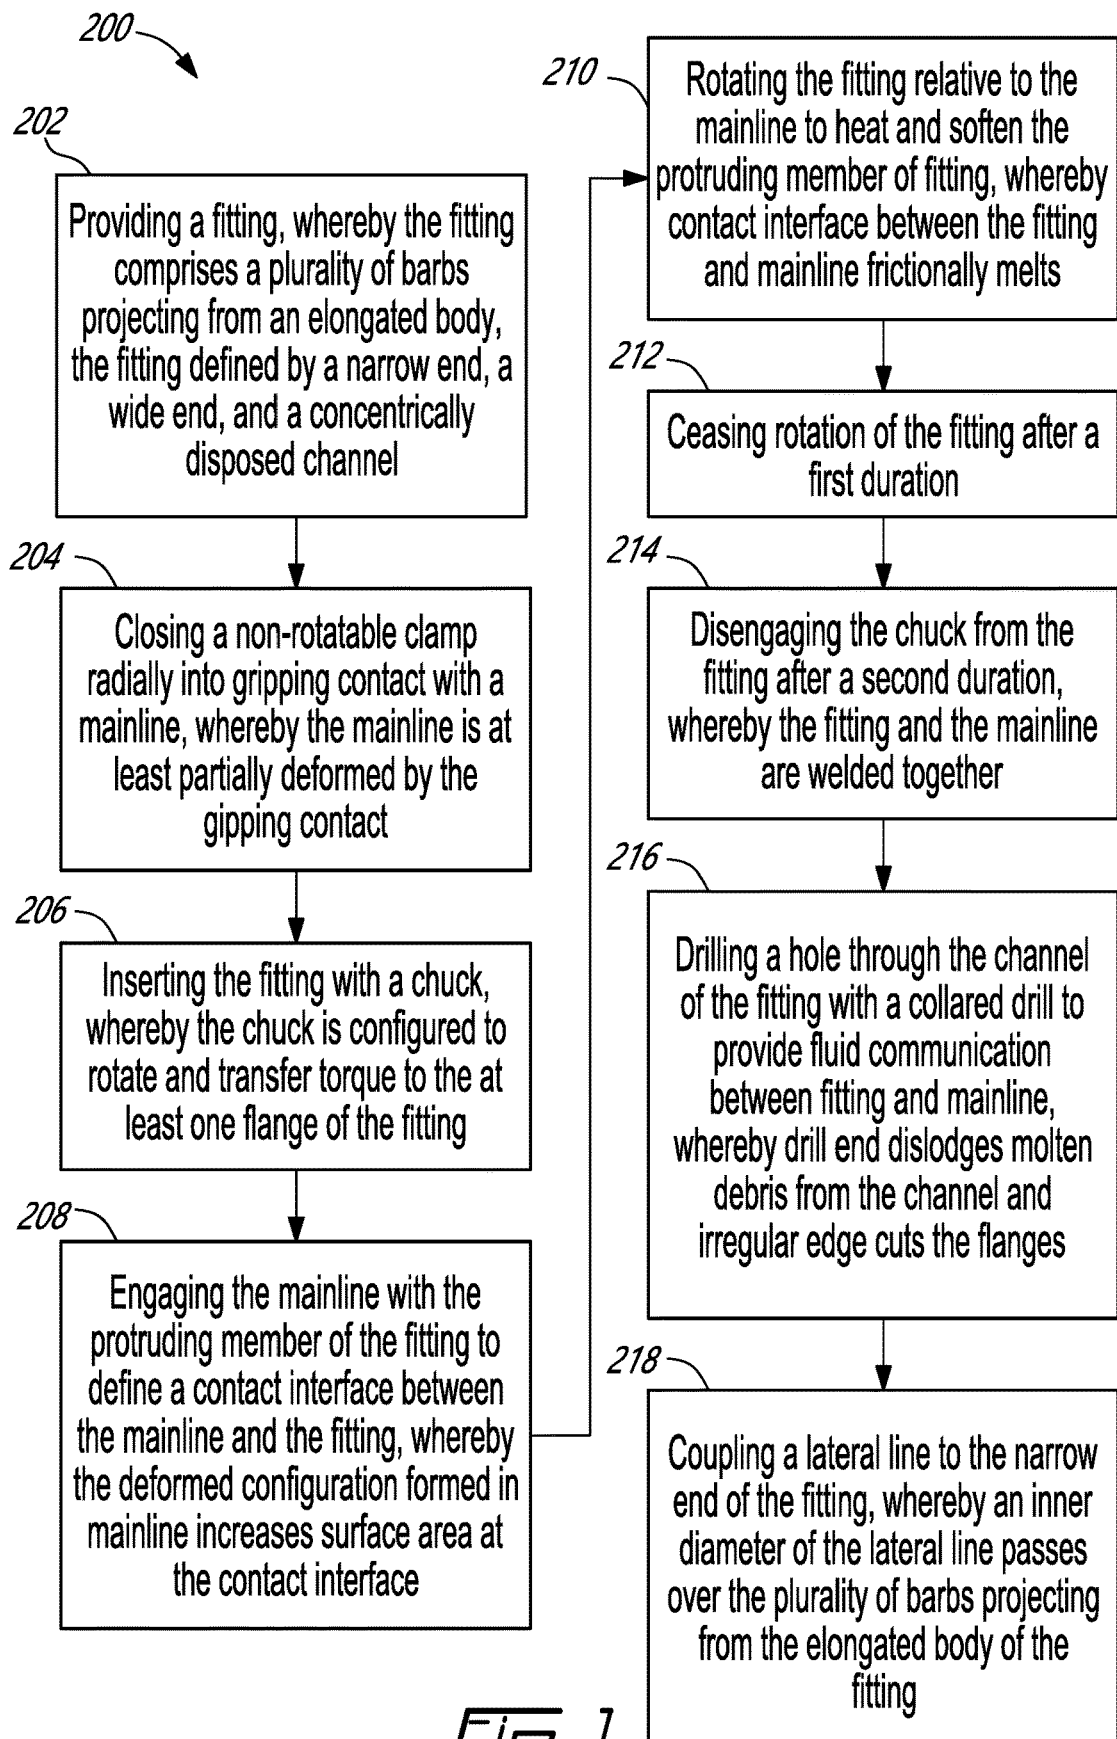 200
202
Providing a fitting, whereby the fitting
comprises a plurality of barbs
projecting from an elongated body,
the fitting defined by a narrow end, a
wide end, and a concentrically
disposed channel
204
Closing a non-rotatable clamp
radially into gripping contact with a
mainline, whereby the mainline is at
least partially deformed by the
gipping contact
206
Inserting the fitting with a chuck,
whereby the chuck is configured to
rotate and transfer torque to the at
least one flange of the fitting
208
Engaging the mainline with the
protruding member of the fitting to
define a contact interface between
the mainline and the fitting, whereby
the deformed configuration formed in
mainline increases surface area at
the contact interface
210
Rotating the fitting relative to the
mainline to heat and soften the
protruding member of fitting, whereby
contact interface between the fitting
and mainline frictionally melts
212
Ceasing rotation of the fitting after a
first duration
214
Disengaging the chuck from the
fitting after a second duration,
whereby the fitting and the mainline
are welded together
216
Drilling a hole through the channel
of the fitting with a collared drill to
provide fluid communication
between fitting and mainline,
whereby drill end dislodges molten
debris from the channel and
irregular edge cuts the flanges
218
Coupling a lateral line to the narrow
end of the fitting, whereby an inner
diameter of the lateral line passes
over the plurality of barbs projecting
from the elongated body of the
fitting
Fig. 1